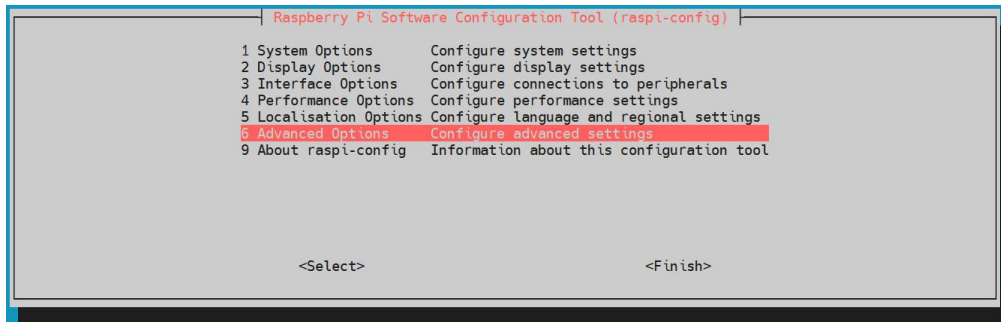 Raspberry Pi Software Configuration Tool (raspi-config)
1 System Options Configure system settings
2 Display Options Configure display settings
3 Interface Options Configure connections to peripherals
4 Performance Options Configure performance settings
5 Localisation Options Configure language and regional settings
6 Advanced Options Configure advanced settings
9 About raspi-config Information about this configuration tool
<Select> <Finish>